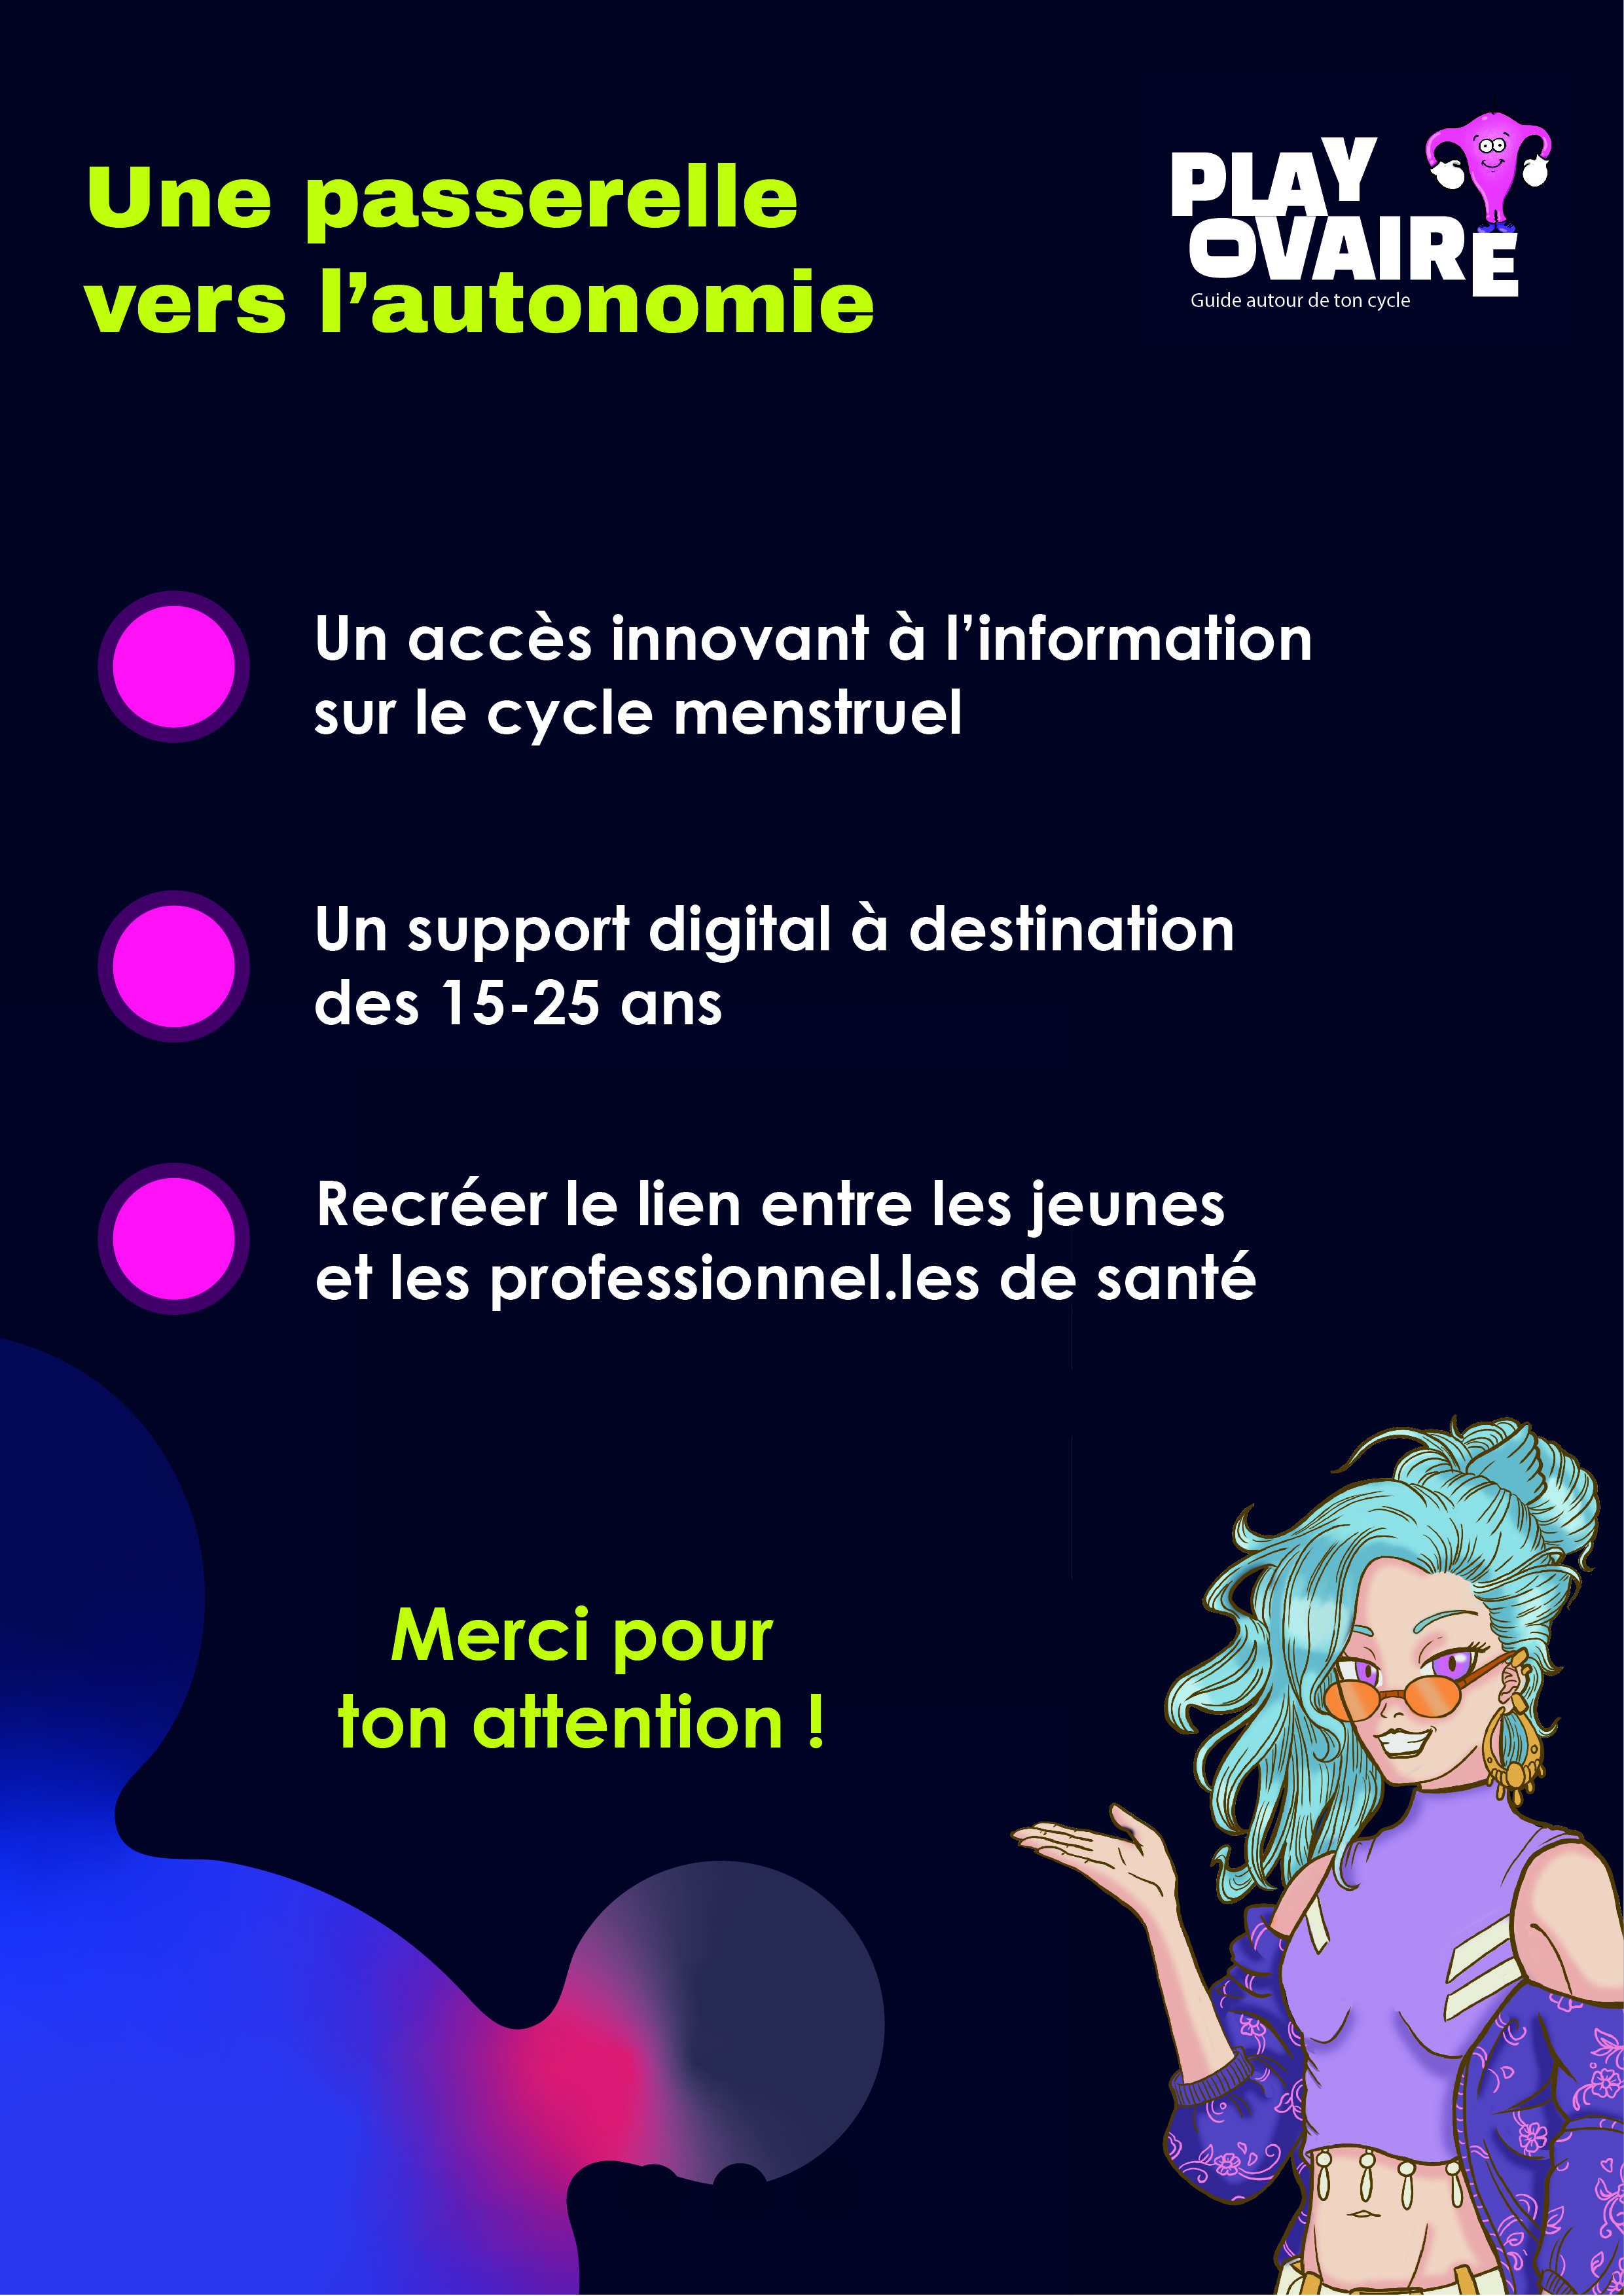 Une passerelle
vers l’autonomie
PLAY
OVAIRE
Guide autour de ton cycle
Un accès innovant à l’information
sur le cycle menstruel
Un support digital à destination
des 15-25 ans
Recréer le lien entre les jeunes
et les professionnel.les de santé
Merci pour
ton attention !